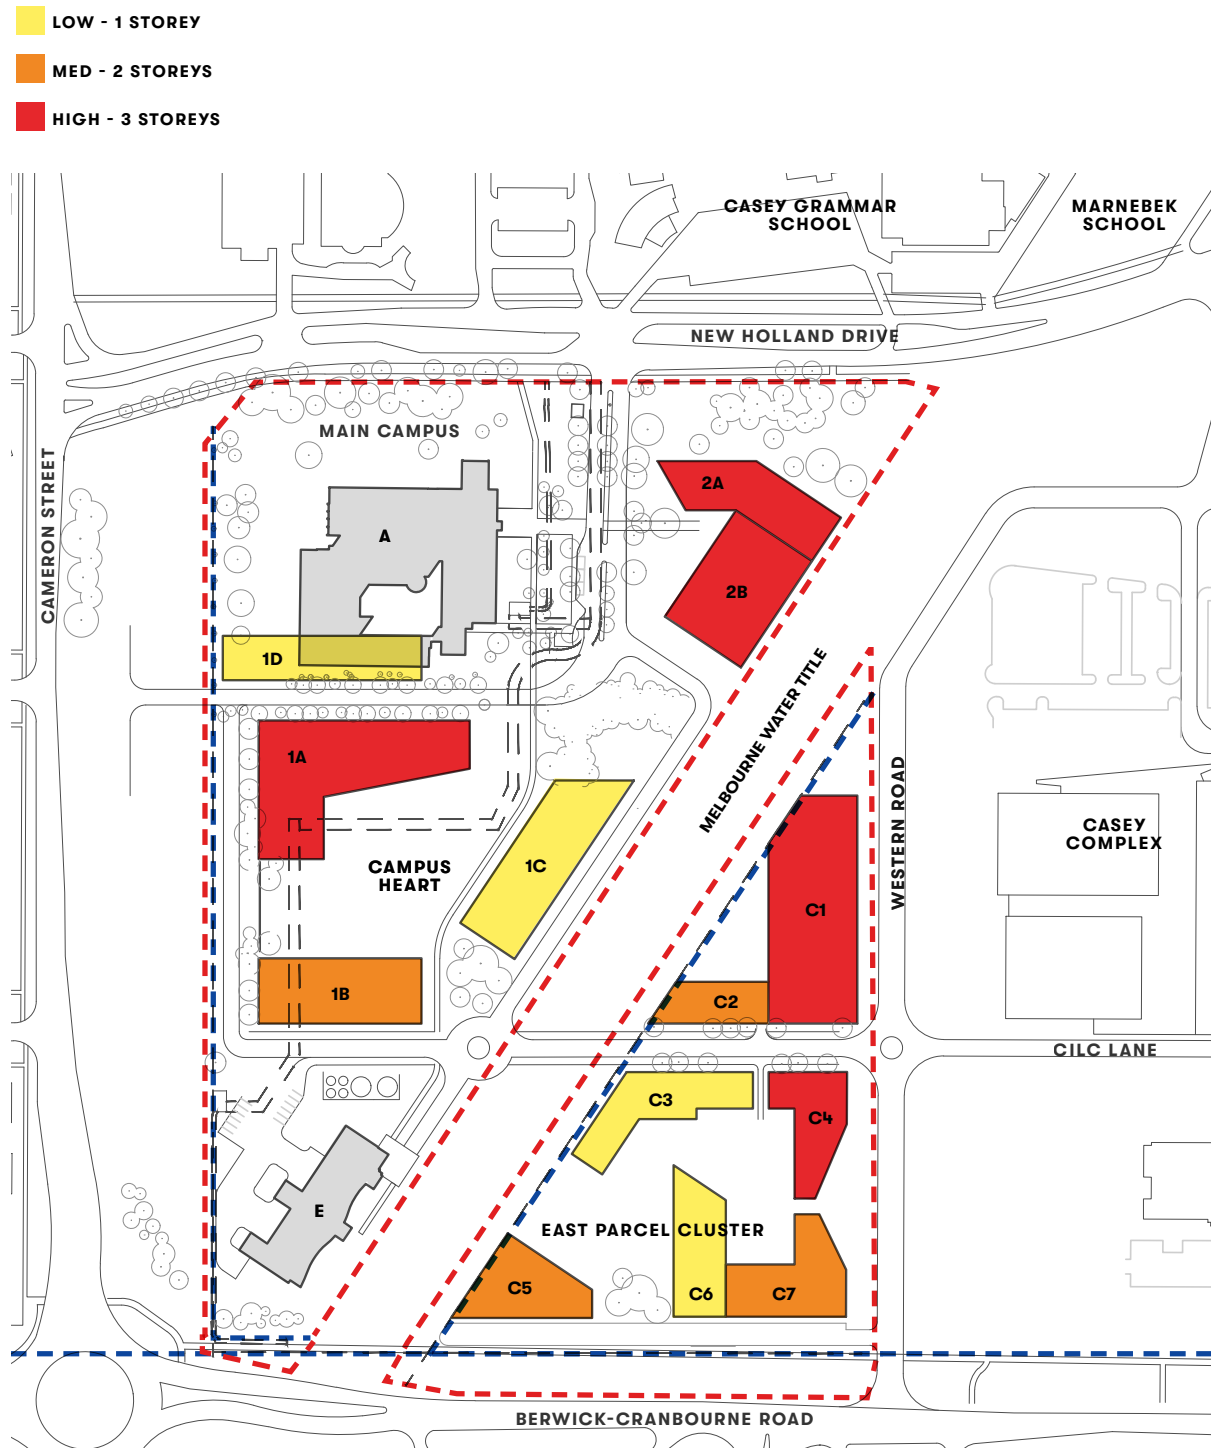 LOW - 1 STOREY
MED - 2 STOREYS
HIGH - 3 STOREYS
CASEY GRAMMAR
SCHOOL
MARNEBEK
SCHOOL
NEW HOLLAND DRIVE
MAIN CAMPUS
CAMERON STREET
2A
A
2B
1D
MELBOURNE WATER TITLE
1A
WESTERN ROAD
CASEY
COMPLEX
CAMPUS
HEART
1C
C1
1B
C2
CILC LANE
C3
C4
E
EAST PARCEL CLUSTER
C5
C6
C7
BERWICK-CRANBOURNE ROAD